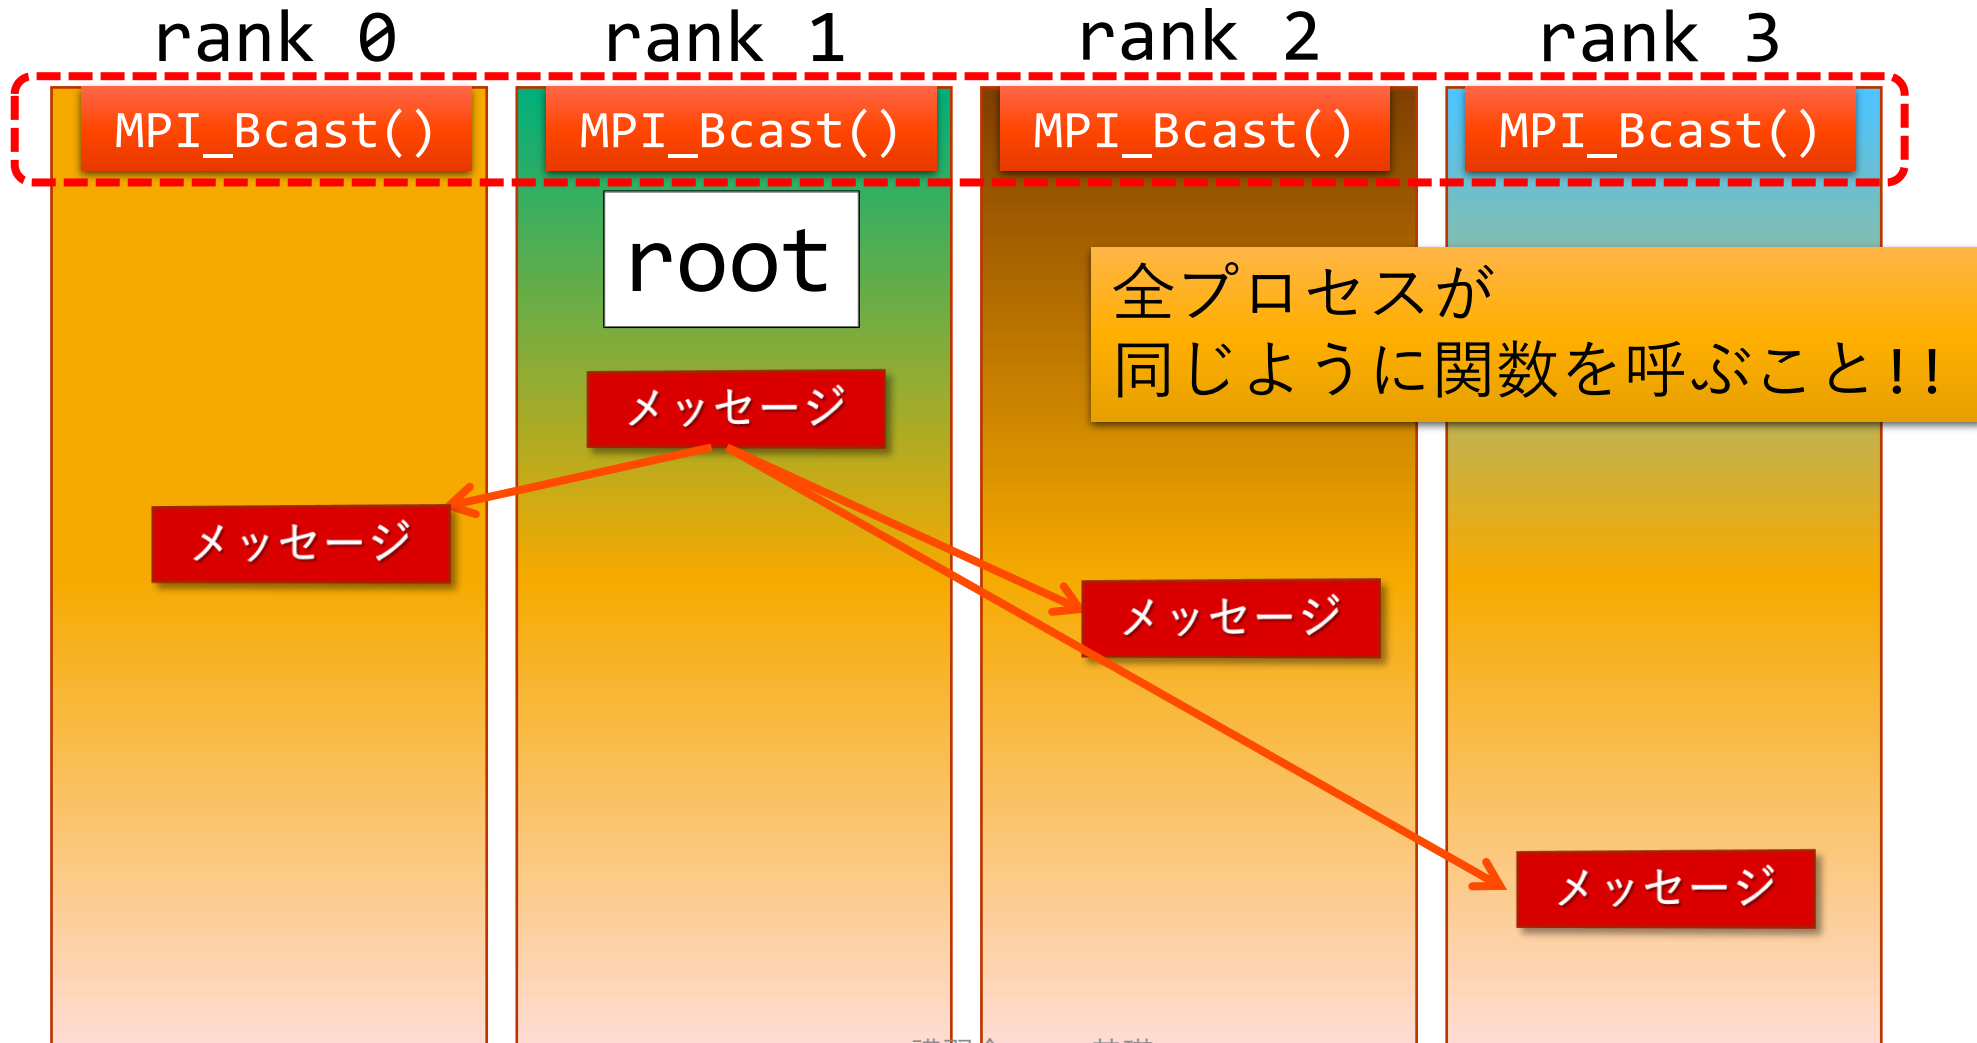 rank 0
rank 1
rank 2
rank 3
MPI_Bcast()
MPI_Bcast()
MPI_Bcast()
MPI_Bcast()
root
全プロセスが
同じように関数を呼ぶこと!!
メッセージ
メッセージ
メッセージ
メッセージ